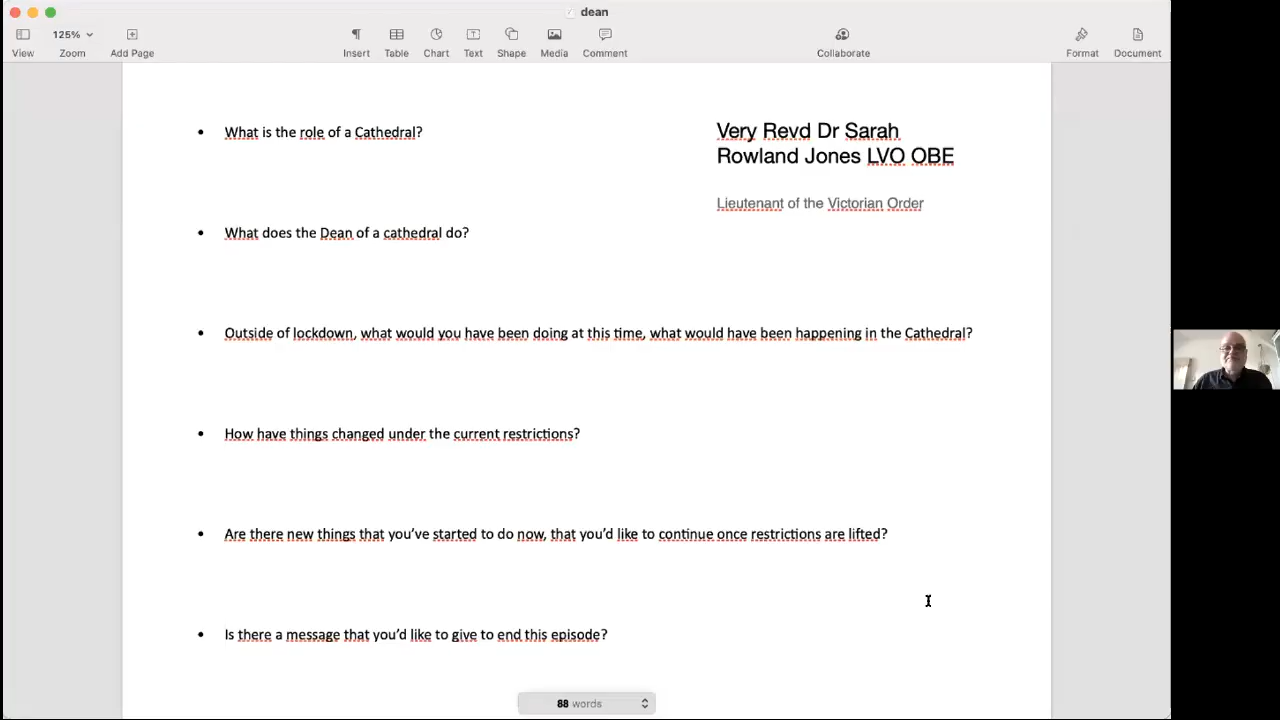 dean
125%
View
Zoom
Add Page
Insert
Table
Chart
Text
Shape
Media
Comment
Collaborate
Format
Document
• What is the role of a Cathedral?
Very Revd Dr Sarah
Rowland Jones LVO OBE
Lieutenant of the Victorian Order
• What does the Dean of a cathedral do?
• Outside of lockdown, what would you have been doing at this time, what would have been happening in the Cathedral?
• How have things changed under the current restrictions?
• Are there new things that you’ve started to do now, that you’d like to continue once restrictions are lifted?
• Is there a message that you’d like to give to end this episode?
88 words